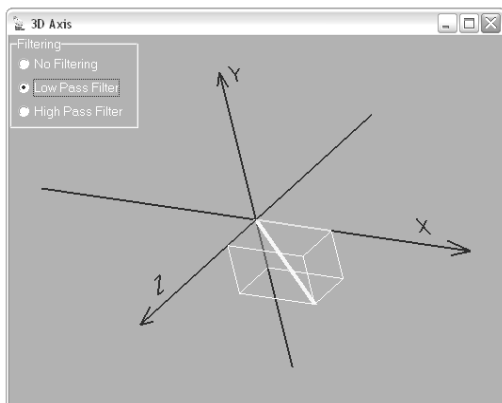 3D Axis
Filtering
No Filtering
Low Pass Filter
High Pass Filter
Y
X
Z